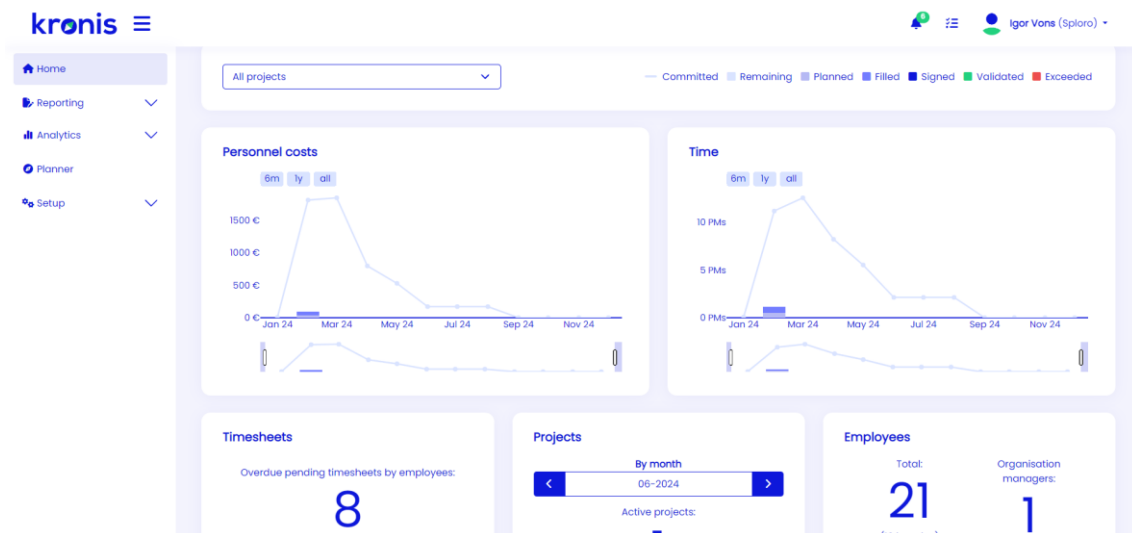 kronis
9
Igor Vons (Sploro)
Home
Reporting
Analytics
Planner
Setup
All projects
Committed Remaining Planned Filled Signed Validated Exceeded
Personnel costs
6m 1y all
1500 €
1000 €
500 €
0 €
Jan 24 Mar 24 May 24 Jul 24 Sep 24 Nov 24
Time
6m 1y all
10 PMs
5 PMs
0 PMs
Jan 24 Mar 24 May 24 Jul 24 Sep 24 Nov 24
Timesheets
Overdue pending timesheets by employees:
8
Projects
By month
06-2024
Active projects:
Employees
Total:
21
Organisation
managers:
1